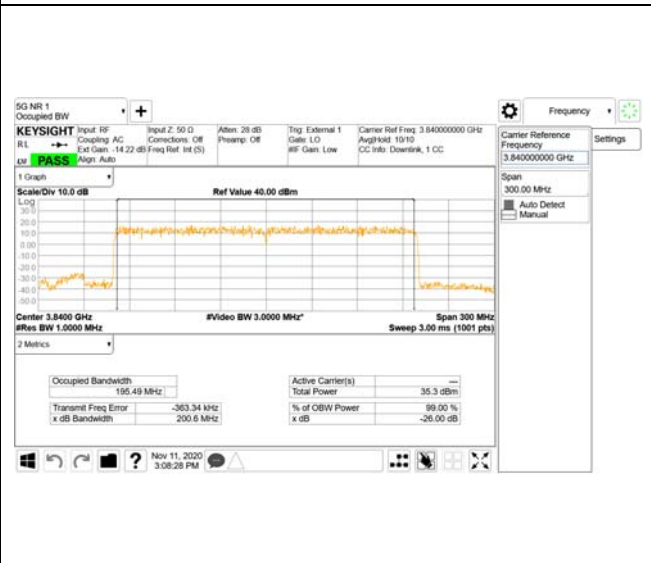 5G NR 1
Occupied BW
+
Frequency
KEYSIGHT
RL
PASS
Input: RF
Coupling: AC
Ext Gain: -14.22 dB
Align: Auto
Input Z: 50 Ω
Corrections: Off
Freq Ref: Int (S)
Atten: 28 dB
Preamp: Off
Trig: External 1
Gate: LO
#IF Gain: Low
Carrier Ref Freq: 3.840000000 GHz
Avg|Hold: 10/10
CC Info: Downlink, 1 CC
Carrier Reference
Frequency
3.840000000 GHz
Settings
Span
300.00 MHz
Auto Detect
Manual
1 Graph
Scale/Div 10.0 dB
Ref Value 40.00 dBm
Log
30.0
20.0
10.0
0.00
-10.0
-20.0
-30.0
-40.0
-50.0
Center 3.8400 GHz
#Video BW 3.0000 MHz*
Span 300 MHz
#Res BW 1.0000 MHz
Sweep 3.00 ms (1001 pts)
2 Metrics
Occupied Bandwidth
195.49 MHz
Active Carrier(s)
---
Total Power
35.3 dBm
Transmit Freq Error
-363.34 kHz
x dB Bandwidth
200.6 MHz
% of OBW Power
99.00 %
x dB
-26.00 dB
?
Nov 11, 2020
3:08:28 PM